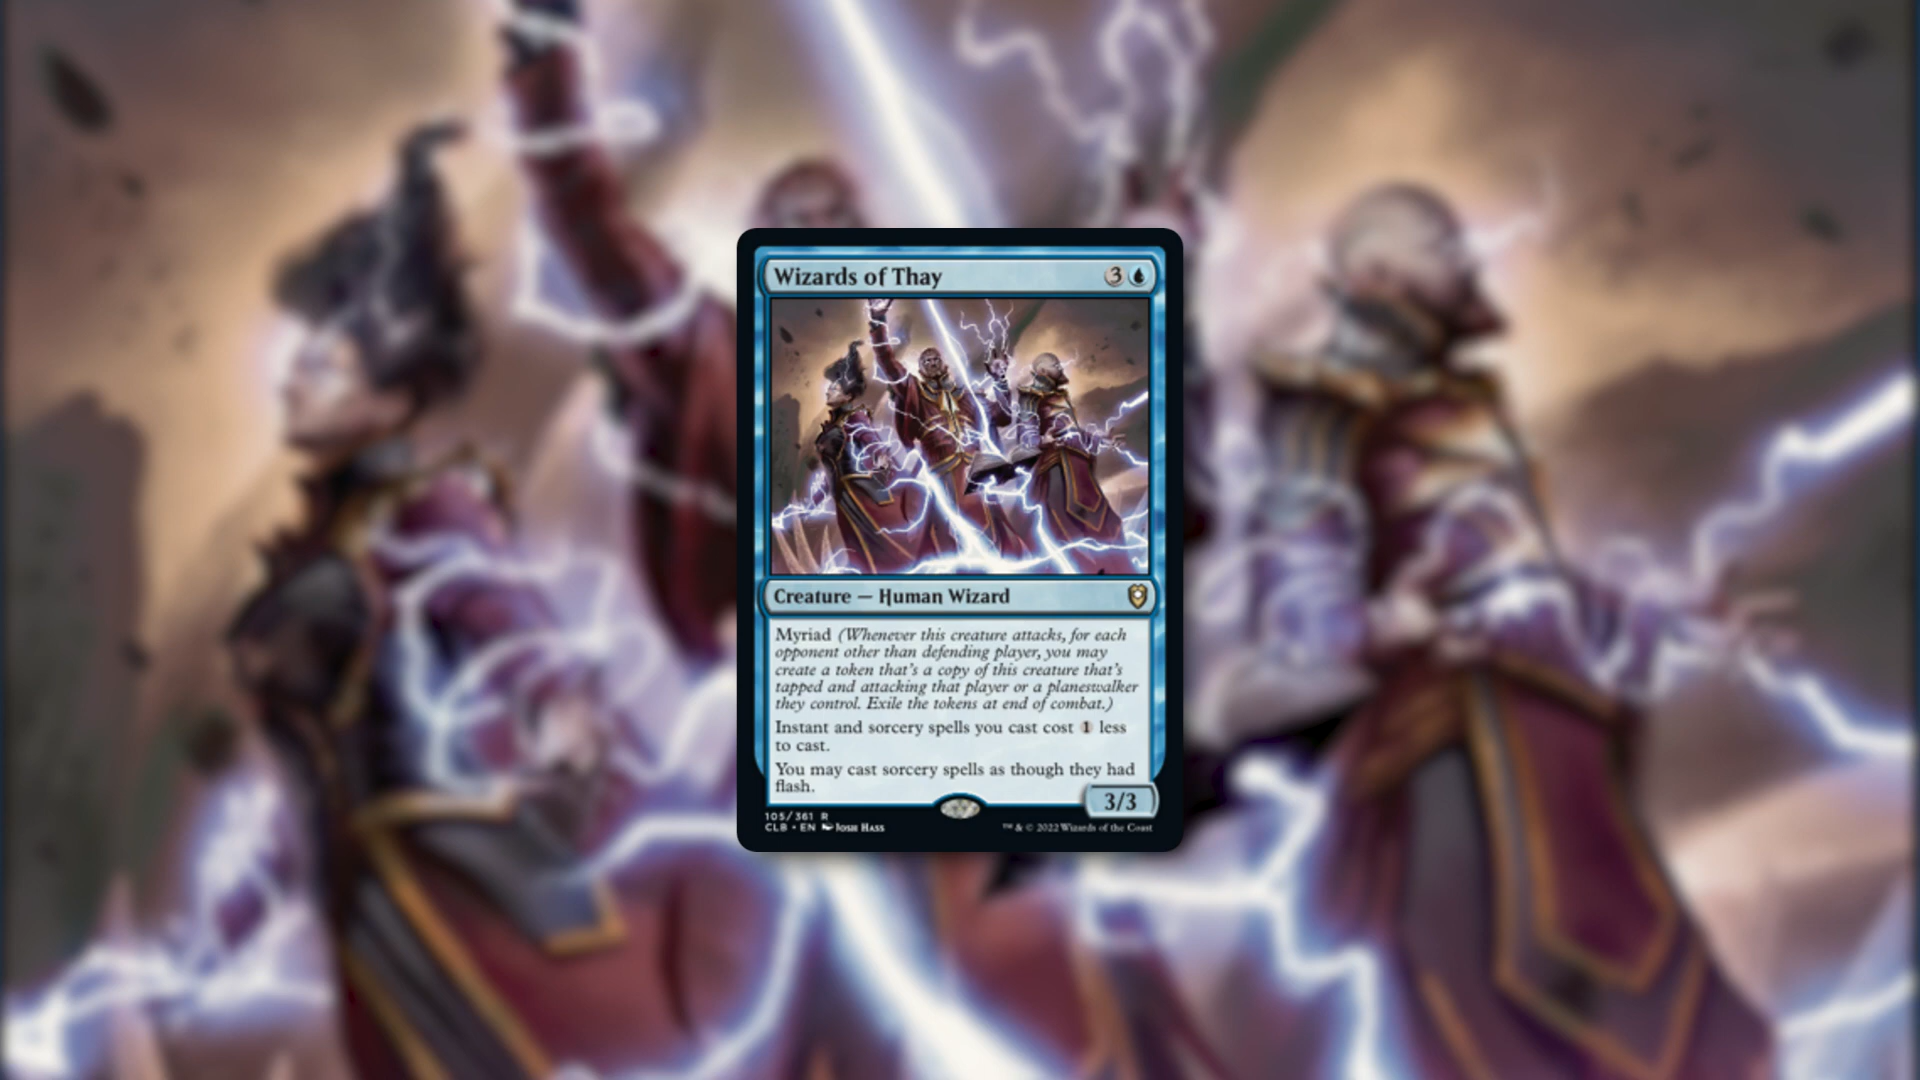 Wizards of Thay 3
Creature — Human Wizard
Myriad (Whenever this creature attacks, for each
opponent other than defending player, you may
create a token that's a copy of this creature that's
tapped and attacking that player or a planeswalker
they control. Exile the tokens at end of combat.)
Instant and sorcery spells you cast cost 1 less
to cast.
You may cast sorcery spells as though they had
flash.
3/3
105/361 R
CLB • EN Josh Hass
™ & © 2022 Wizards of the Coast